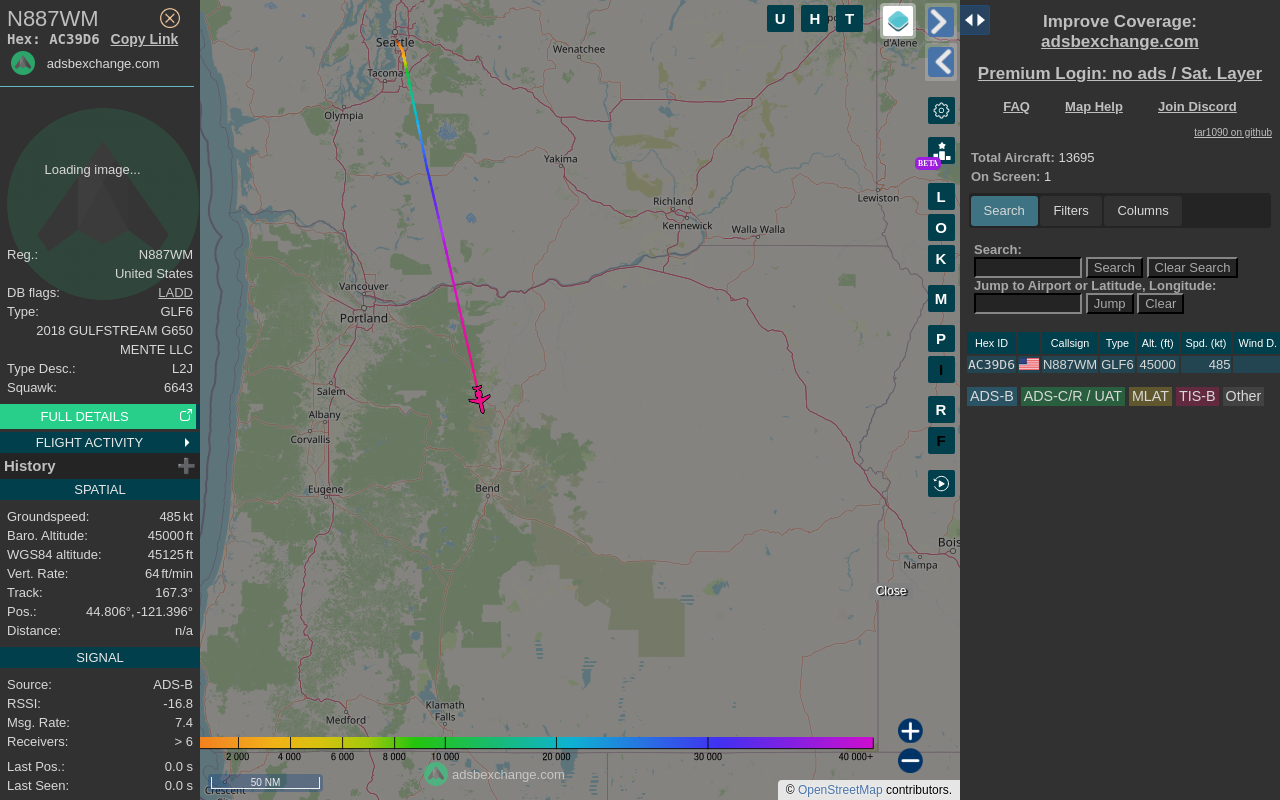 N887WM
Hex: AC39D6 Copy Link
adsbexchange.com
Loading image...
Reg.: N887WM
United States
DB flags: LADD
Type: GLF6
2018 GULFSTREAM G650
MENTE LLC
Type Desc.: L2J
Squawk: 6643
FULL DETAILS
FLIGHT ACTIVITY
History
SPATIAL
Groundspeed: 485 kt
Baro. Altitude: 45000 ft
WGS84 altitude: 45125 ft
Vert. Rate: 64 ft/min
Track: 167.3°
Pos.: 44.806°, -121.396°
Distance: n/a
SIGNAL
Source: ADS-B
RSSI: -16.8
Msg. Rate: 7.4
Receivers: > 6
Last Pos.: 0.0 s
Last Seen: 0.0 s
U H T
Seattle
Wenatchee
d'Alene
Tacoma
Olympia
Yakima
Richland
Kennewick
Walla Walla
Lewiston
Vancouver
Portland
Salem
Albany
Corvallis
Eugene
Bend
Bois
Nampa
Medford
Klamath
Falls
Crescent
BETA
L
O
K
M
P
I
R
F
Close
2 000 4 000 6 000 8 000 10 000 20 000 30 000 40 000+
50 NM
adsbexchange.com
© OpenStreetMap contributors.
Improve Coverage:
adsbexchange.com
Premium Login: no ads / Sat. Layer
FAQ Map Help Join Discord
tar1090 on github
Total Aircraft: 13695
On Screen: 1
Search Filters Columns
Search:
Search Clear Search
Jump to Airport or Latitude, Longitude:
Jump Clear
Hex ID Callsign Type Alt. (ft) Spd. (kt) Wind D.
AC39D6 N887WM GLF6 45000 485
ADS-B ADS-C/R / UAT MLAT TIS-B Other